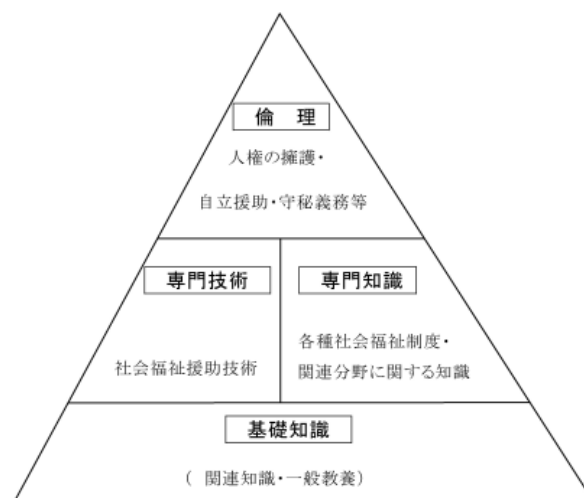 倫　理
人権の擁護・
自立援助・守秘義務等
専門技術
社会福祉援助技術
専門知識
各種社会福祉制度・
関連分野に関する知識
基礎知識
（ 関連知識・一般教養）